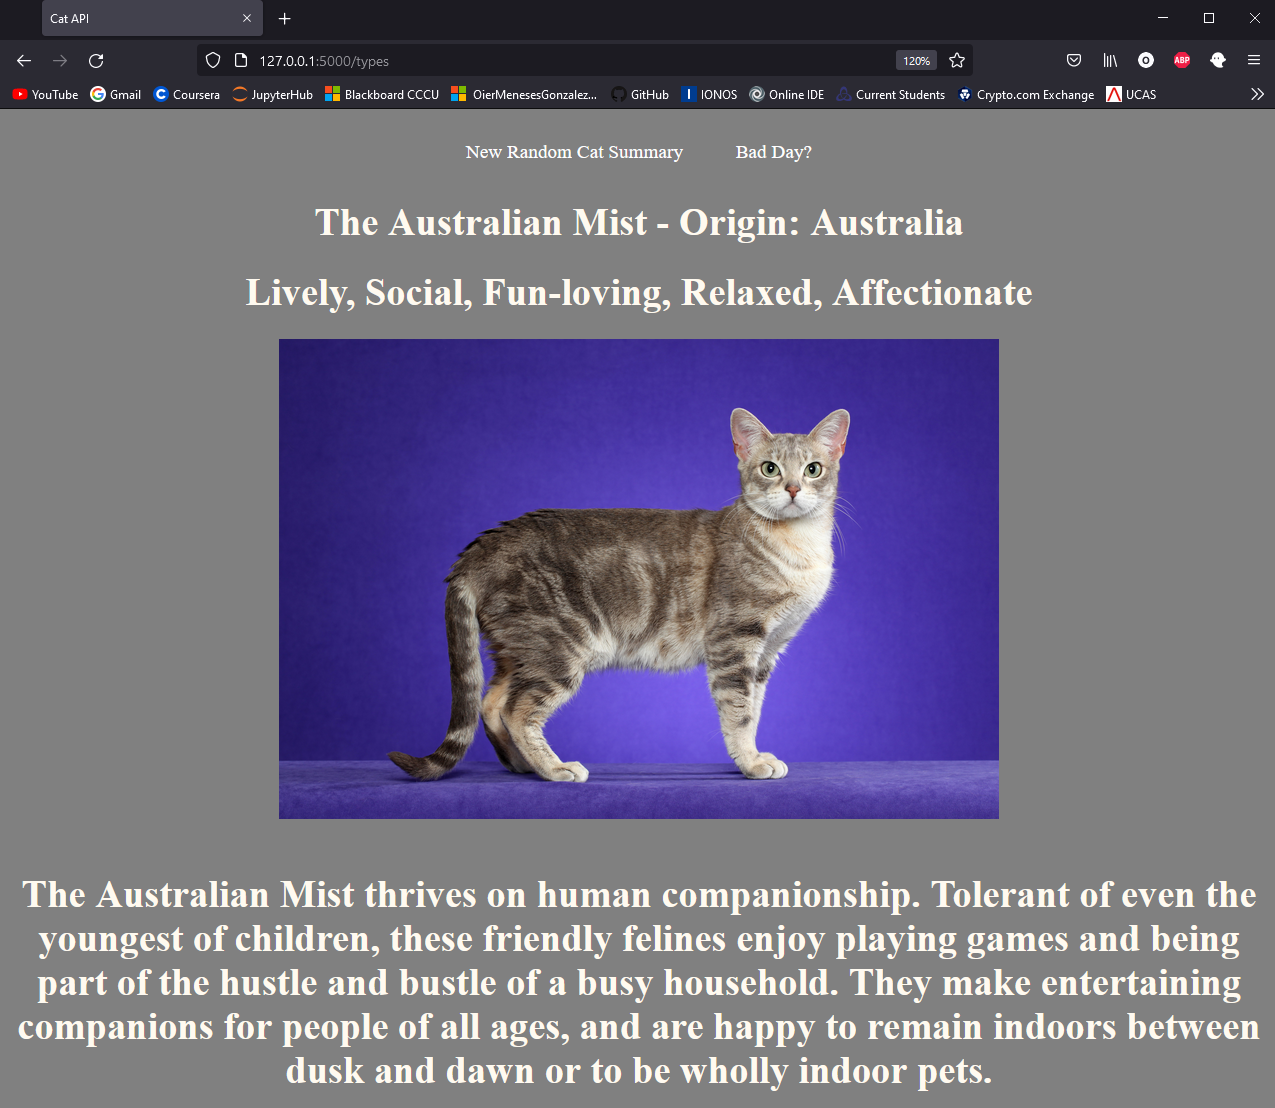 Cat API
127.0.0.1:5000/types
120%
ABP
YouTube
Gmail
Coursera
JupyterHub
Blackboard CCCU
OierMenesesGonzalez...
GitHub
IONOS
Online IDE
Current Students
Crypto.com Exchange
UCAS
New Random Cat Summary
Bad Day?
The Australian Mist - Origin: Australia
Lively, Social, Fun-loving, Relaxed, Affectionate
The Australian Mist thrives on human companionship. Tolerant of even the
youngest of children, these friendly felines enjoy playing games and being
part of the hustle and bustle of a busy household. They make entertaining
companions for people of all ages, and are happy to remain indoors between
dusk and dawn or to be wholly indoor pets.